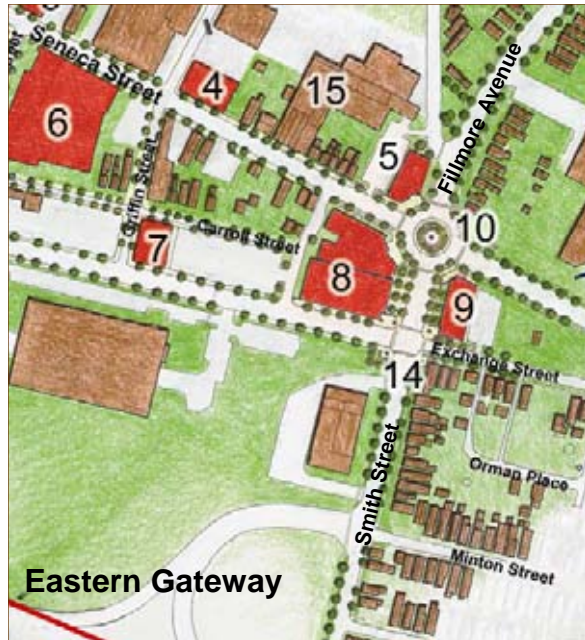 Seneca Street
4
15
6
5
Fillmore Avenue
Griffin Street
7
Carroll Street
8
10
9
Exchange Street
14
Smith Street
Orman Place
Minton Street
Eastern Gateway